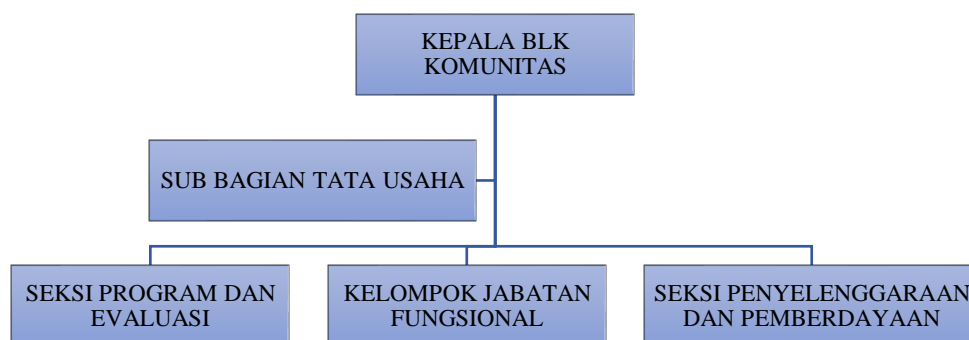 KEPALA BLK
KOMUNITAS
SUB BAGIAN TATA USAHA
SEKSI PROGRAM DAN
EVALUASI
KELOMPOK JABATAN
FUNGSIONAL
SEKSI PENYELENGGARAAN
DAN PEMBERDAYAAN